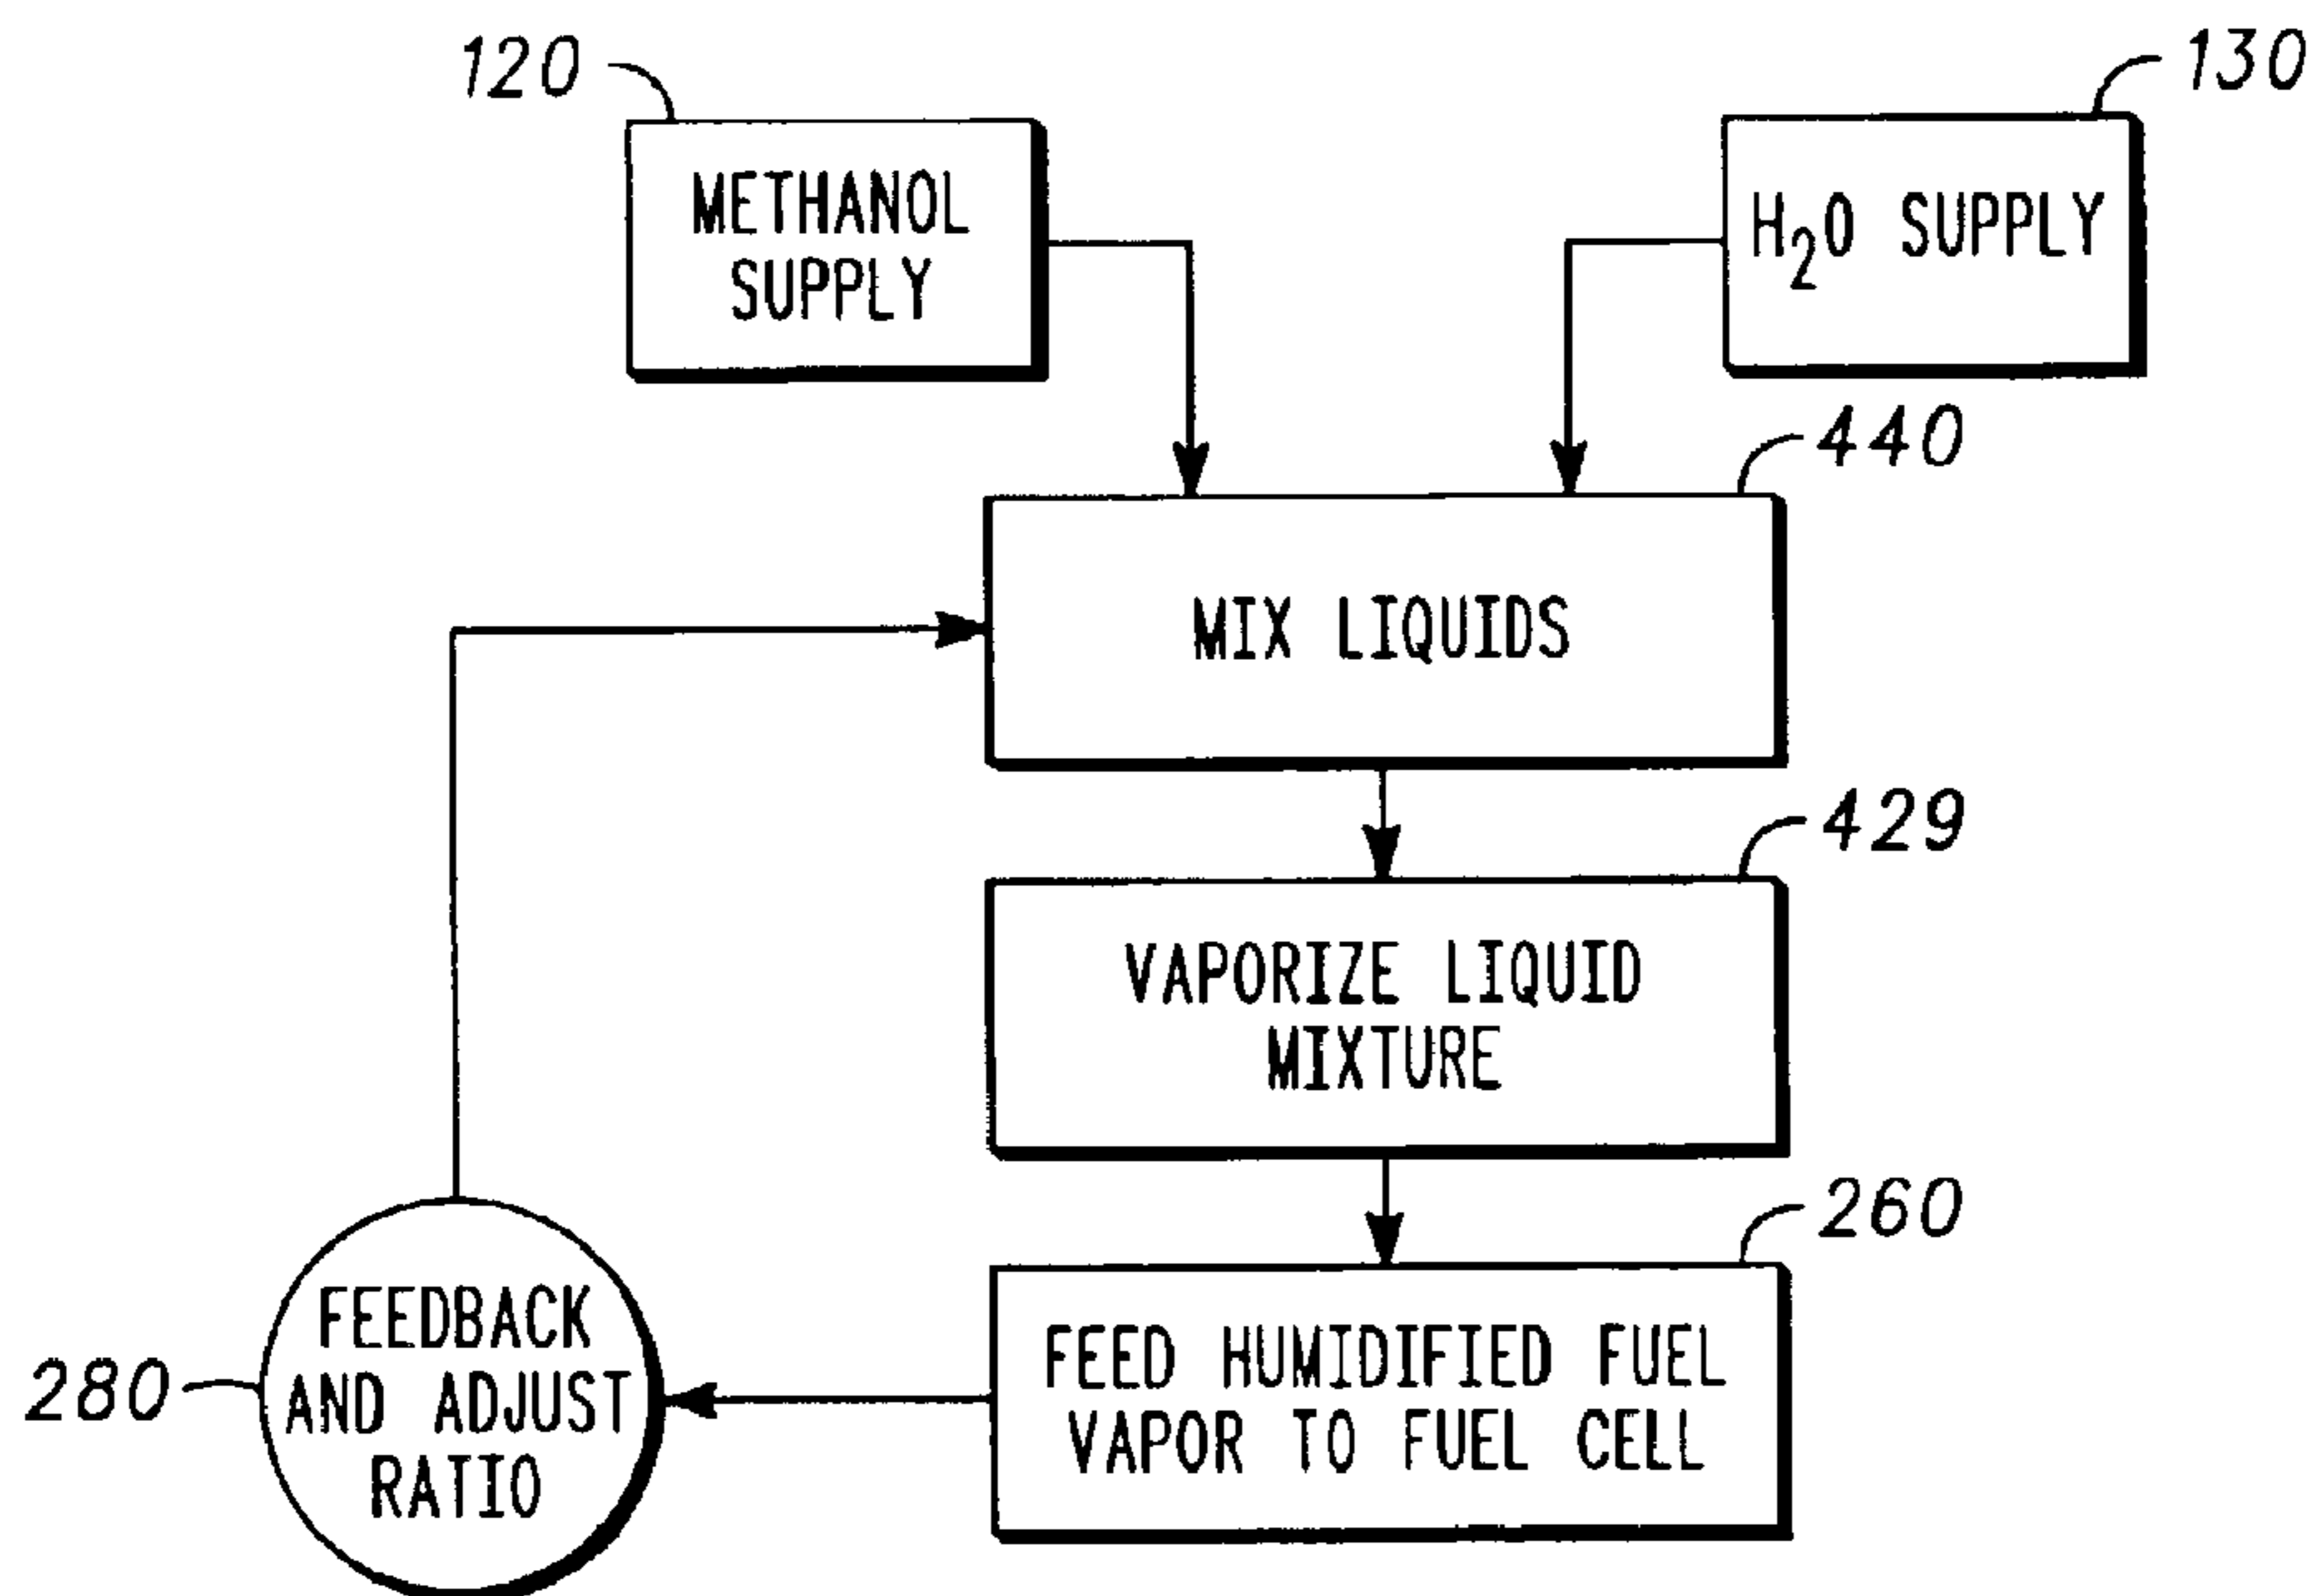 120
130
METHANOL
SUPPLY
H₂O SUPPLY
440
MIX LIQUIDS
429
VAPORIZE LIQUID
MIXTURE
260
FEED HUMIDIFIED FUEL
VAPOR TO FUEL CELL
280
FEEDBACK
AND ADJUST
RATIO